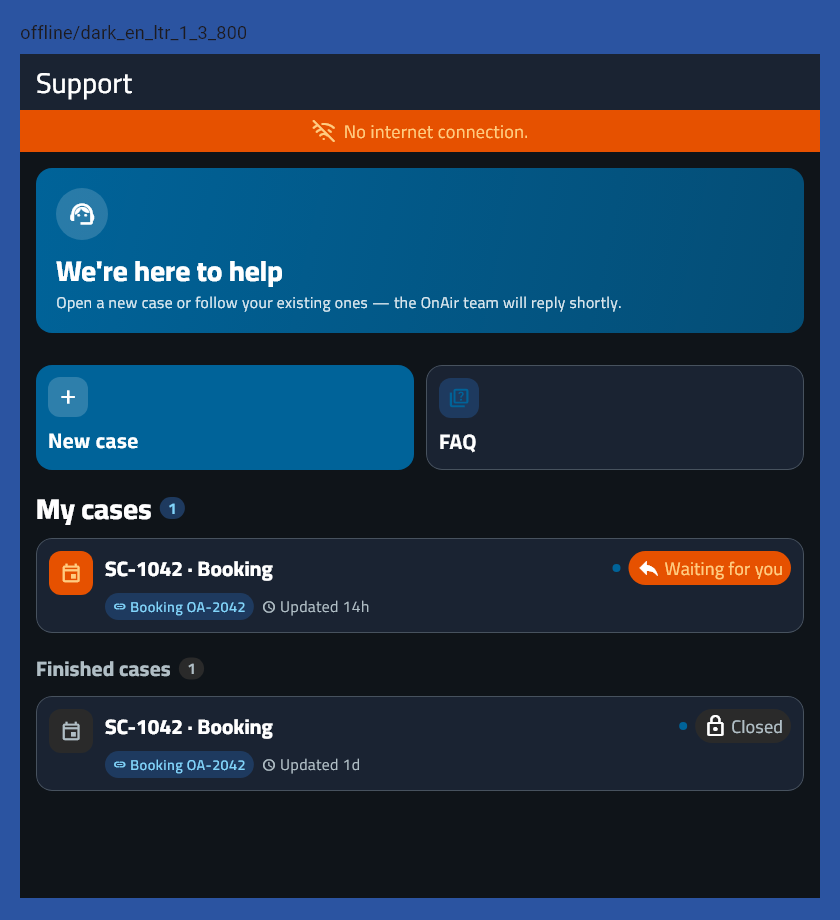 offline/dark_en_ltr_1_3_800
Support
No internet connection.
We're here to help
Open a new case or follow your existing ones — the OnAir team will reply shortly.
New case
FAQ
My cases 1
SC-1042 · Booking
Waiting for you
Booking OA-2042
Updated 14h
Finished cases 1
SC-1042 · Booking
Closed
Booking OA-2042
Updated 1d